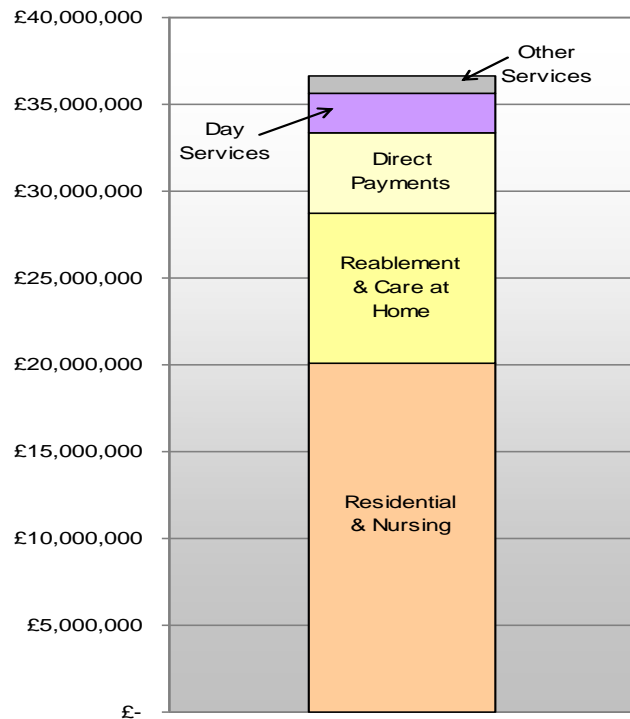 £40,000,000
£35,000,000
£30,000,000
£25,000,000
£20,000,000
£15,000,000
£10,000,000
£5,000,000
£-
Other
Services
Day
Services
Direct
Payments
Reablement
& Care at
Home
Residential
& Nursing